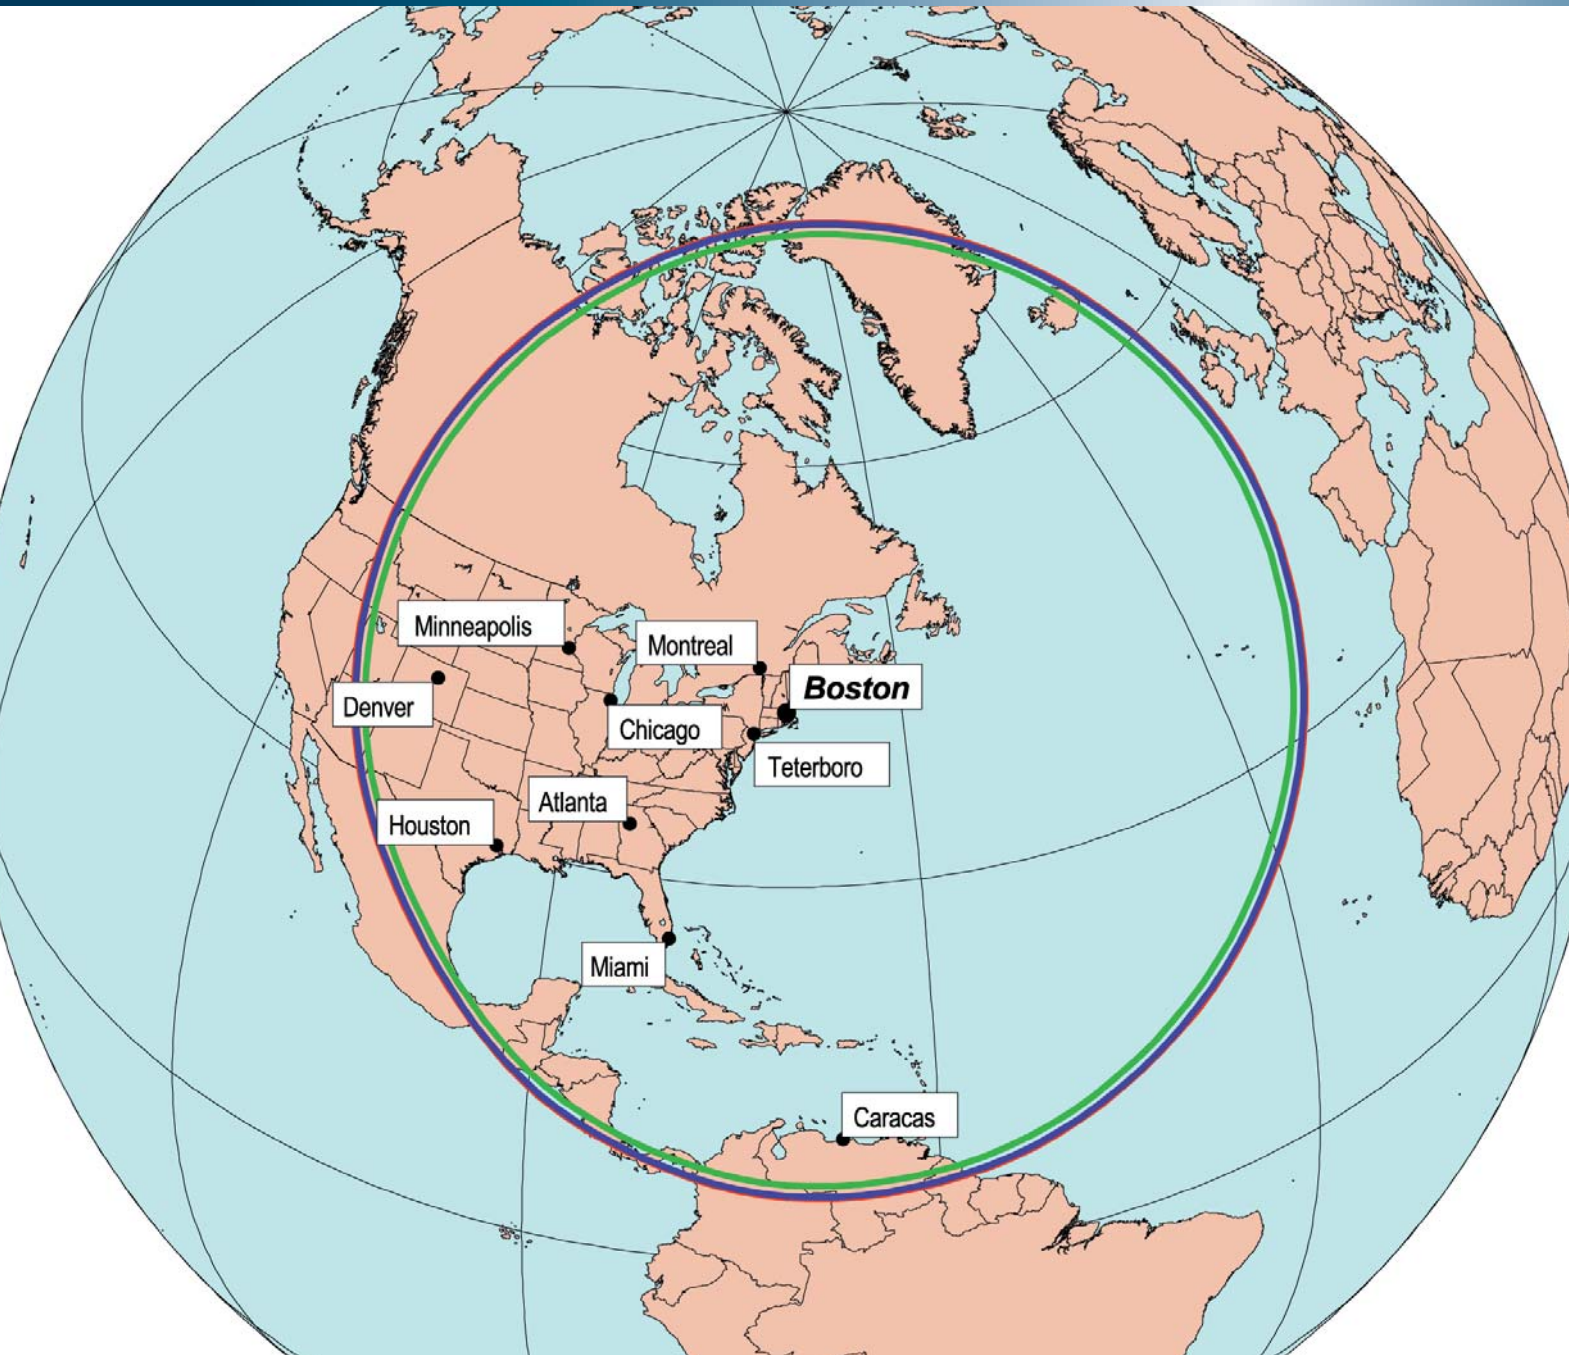 Minneapolis
Montreal
Boston
Denver
Chicago
Teterboro
Atlanta
Houston
Miami
Caracas